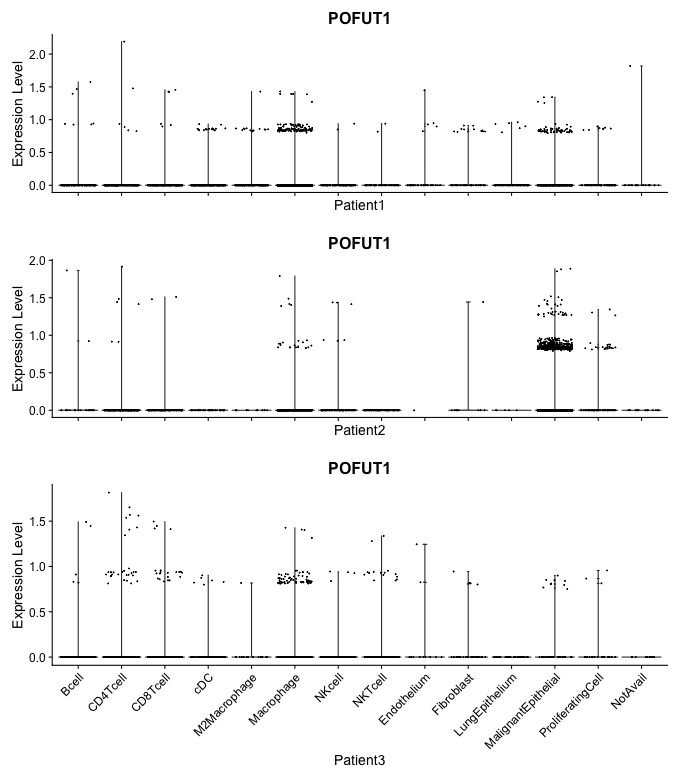 POFUT1
Expression Level
2.0
1.5
1.0
0.5
0.0
Patient1
POFUT1
Expression Level
2.0
1.5
1.0
0.5
0.0
Patient2
POFUT1
Expression Level
1.5
1.0
0.5
0.0
Bcell
CD4Tcell
CD8Tcell
cDC
M2Macrophage
Macrophage
NKcell
NKTcell
Endothelium
Fibroblast
LungEpithelium
MalignantEpithelial
ProliferatingCell
NotAvail
Patient3